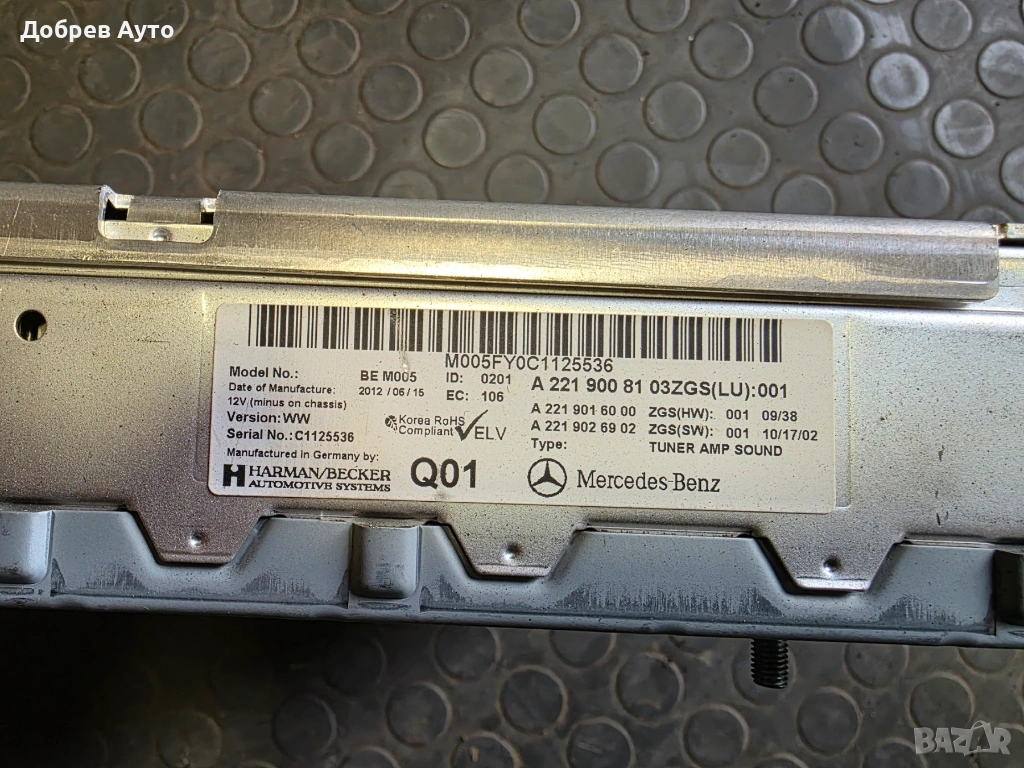 Добрев Ауто
M005FY0C1125536
Model No.: BE M005 ID: 0201 A 221 900 81 03ZGS(LU):001
Date of Manufacture: 2012 / 06 / 15 EC: 106
12V (minus on chassis) A 221 901 60 00 ZGS(HW): 001 09/38
Version: WW Korea RoHS Compliant ELV A 221 902 69 02 ZGS(SW): 001 10/17/02
Serial No.: C1125536 Type: TUNER AMP SOUND
Manufactured in Germany by:
HARMAN/BECKER Q01 Mercedes-Benz
AUTOMOTIVE SYSTEMS
BAZAR